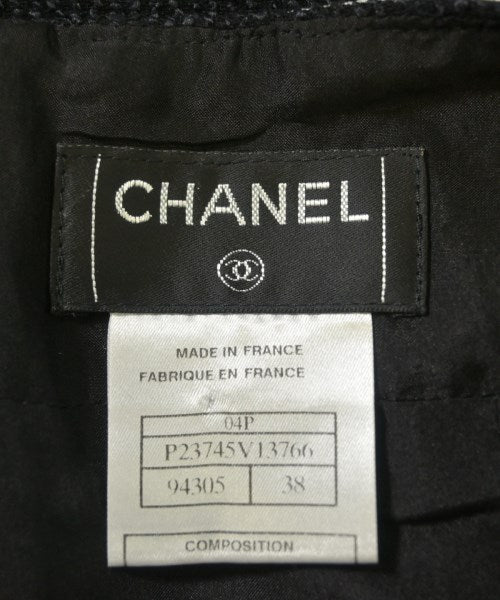 CHANEL
MADE IN FRANCE
FABRIQUE EN FRANCE
04P
P23745V13766
94305 38
COMPOSITION